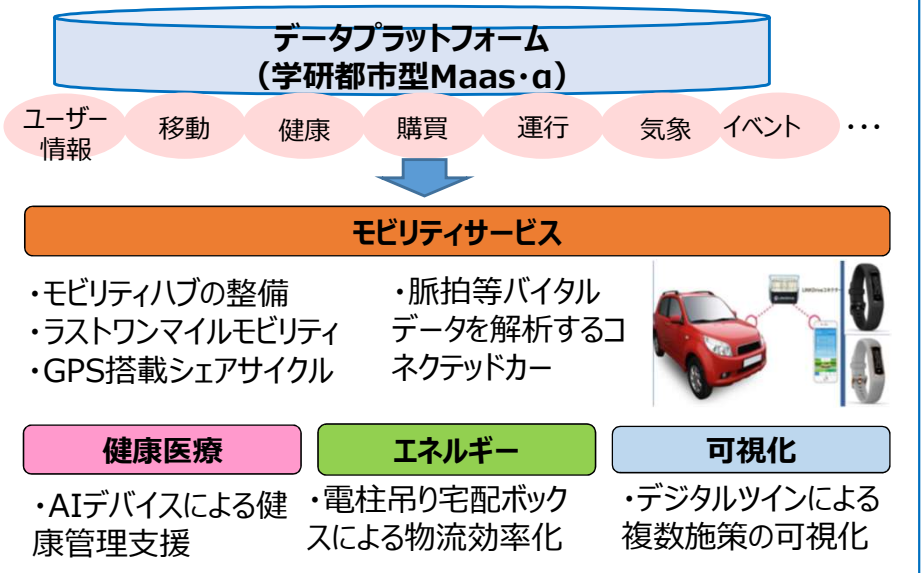 データプラットフォーム
（学研都市型Maas・α）
ユーザー
情報
移動
健康
購買
運行
気象
イベント
・・・
モビリティサービス
・モビリティハブの整備
・ラストワンマイルモビリティ
・GPS搭載シェアサイクル
・脈拍等バイタル
データを解析するコ
ネクテッドカー
健康医療
・AIデバイスによる健
康管理支援
エネルギー
・電柱吊り宅配ボック
スによる物流効率化
可視化
・デジタルツインによる
複数施策の可視化